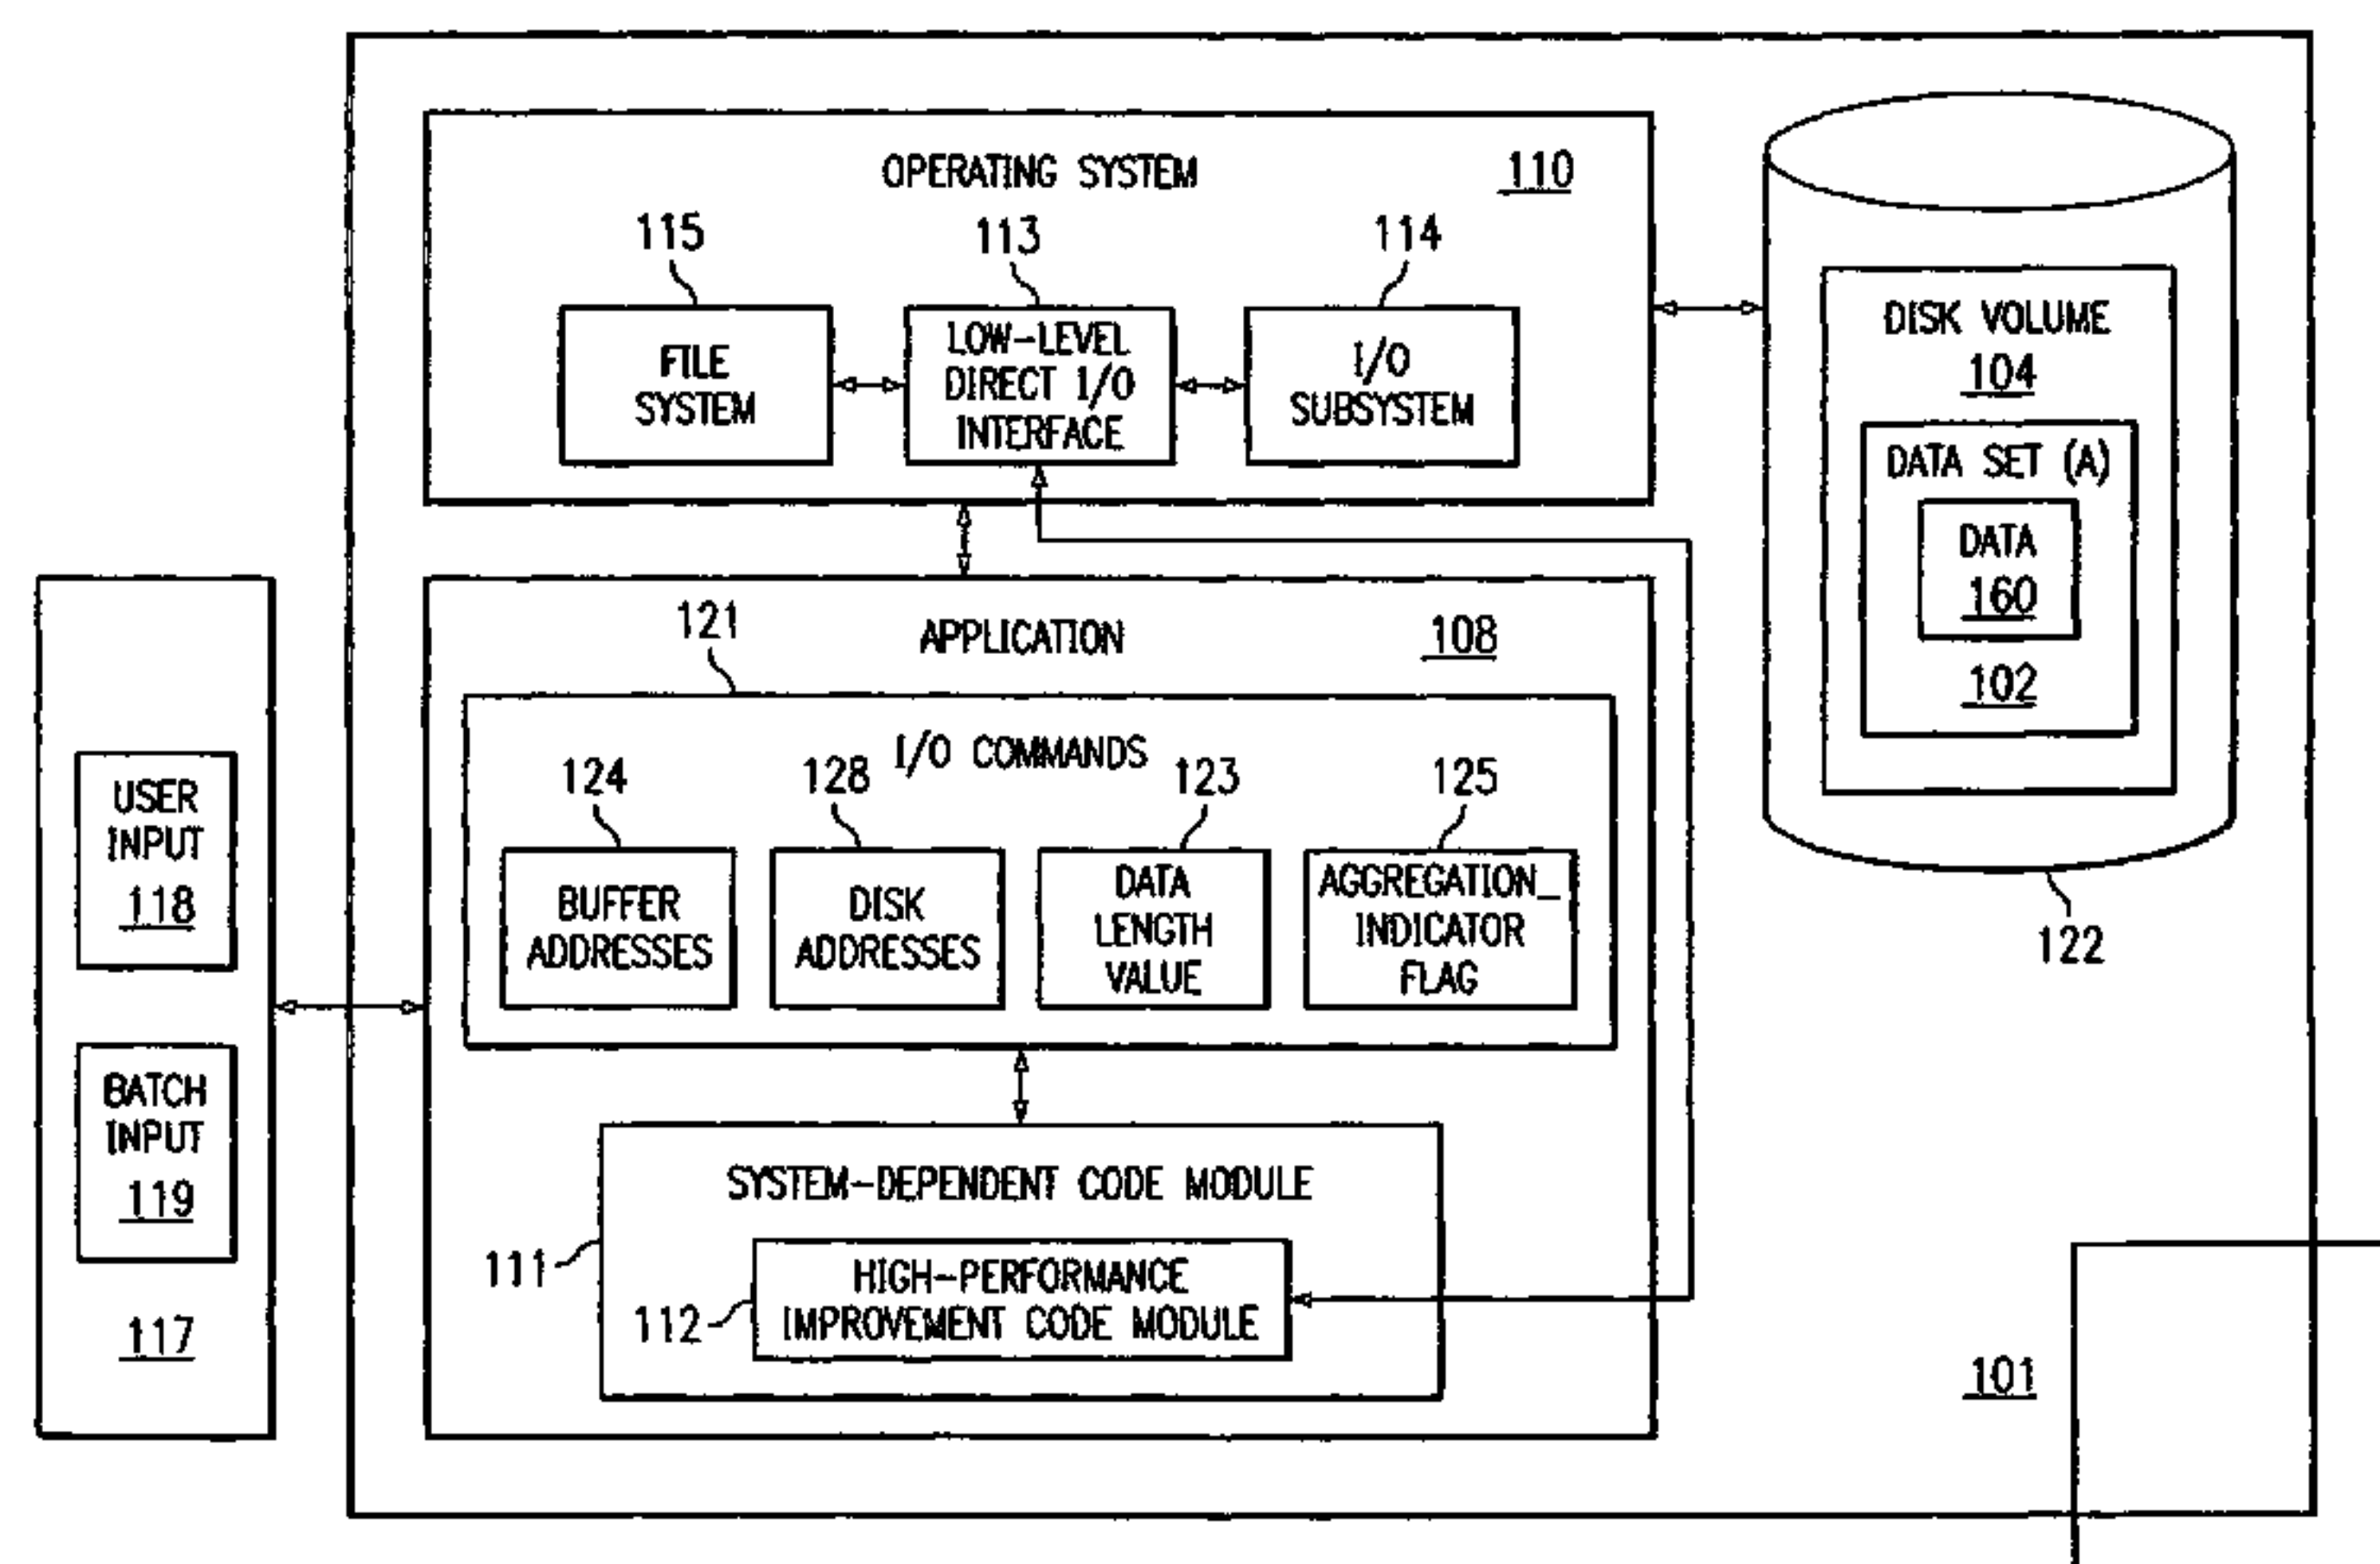 OPERATING SYSTEM
110
115
113
114
FILE
SYSTEM
LOW-LEVEL
DIRECT I/O
INTERFACE
I/O
SUBSYSTEM
DISK VOLUME
104
DATA SET (A)
DATA
160
102
122
121
APPLICATION
108
I/O COMMANDS
124
128
123
125
BUFFER
ADDRESSES
DISK
ADDRESSES
DATA
LENGTH
VALUE
AGGREGATION_
INDICATOR
FLAG
USER
INPUT
118
BATCH
INPUT
119
117
SYSTEM-DEPENDENT CODE MODULE
111
112
HIGH-PERFORMANCE
IMPROVEMENT CODE MODULE
101